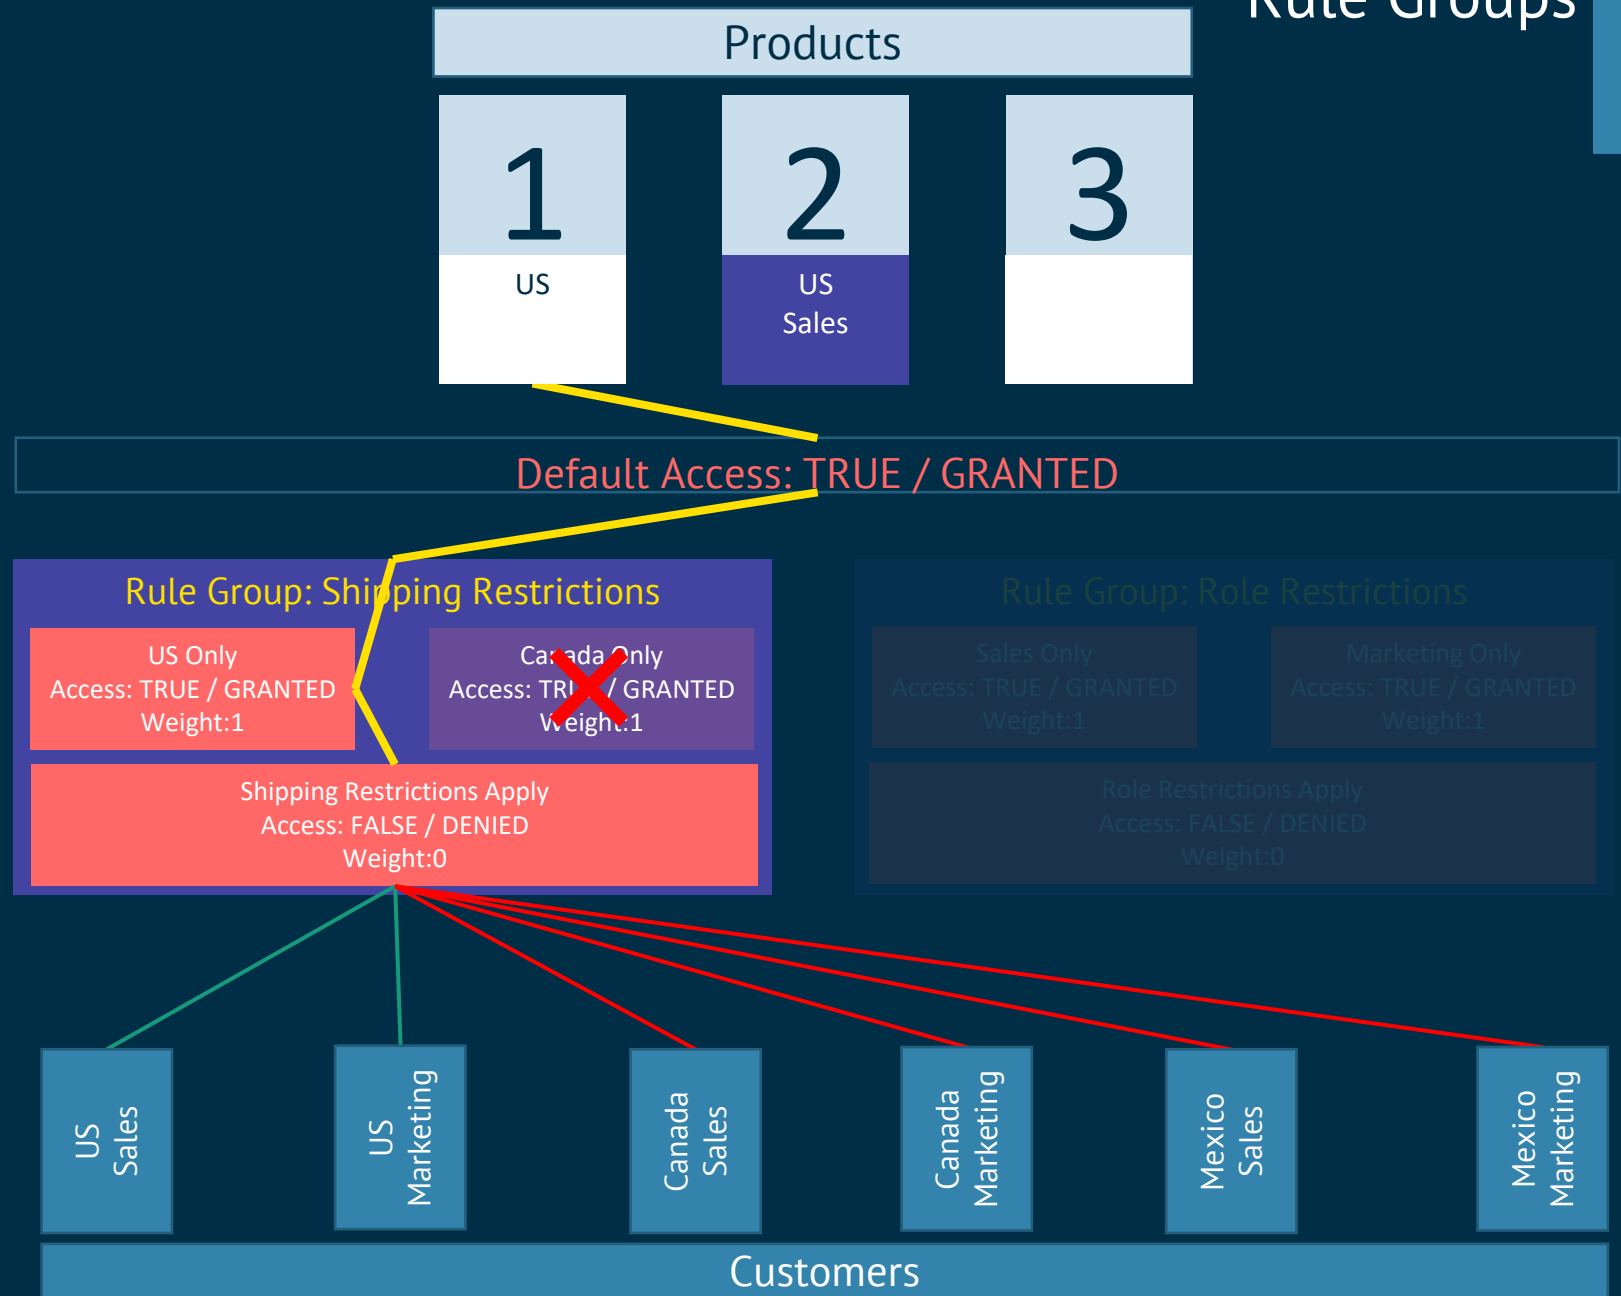 Rule Groups
Products
1
2
3
US
US
Sales
Default Access: TRUE / GRANTED
Rule Group: Shipping Restrictions
US Only
Access: TRUE / GRANTED
Weight:1
Canada Only
Access: TRUE / GRANTED
Weight:1
Shipping Restrictions Apply
Access: FALSE / DENIED
Weight:0
Rule Group: Role Restrictions
Sales Only
Access: TRUE / GRANTED
Weight:1
Marketing Only
Access: TRUE / GRANTED
Weight:1
Role Restrictions Apply
Access: FALSE / DENIED
Weight:0
US
Sales
US
Marketing
Canada
Sales
Canada
Marketing
Mexico
Sales
Mexico
Marketing
Customers